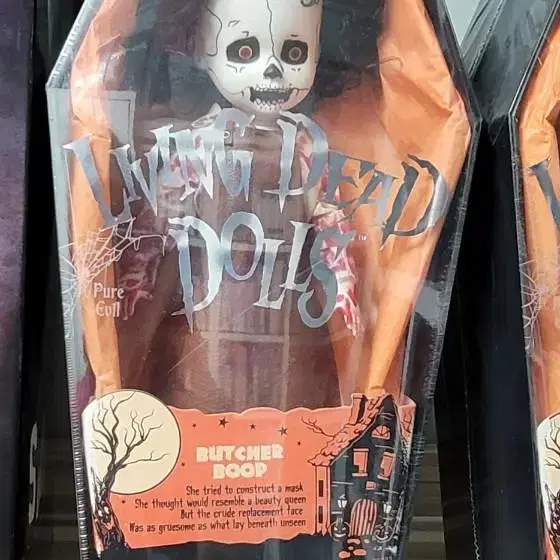 LIVING DEAD
DOLLS™
Pure
Evil
BUTCHER
BOOP
She tried to construct a mask
She thought would resemble a beauty queen
But the crude replacement face
Was as gruesome as what lay beneath unseen